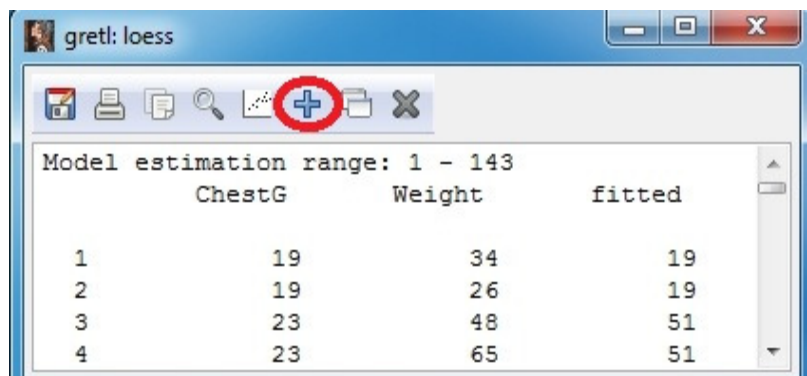 gretl: loess
Model estimation range: 1 - 143
ChestG Weight fitted
1 19 34 19
2 19 26 19
3 23 48 51
4 23 65 51